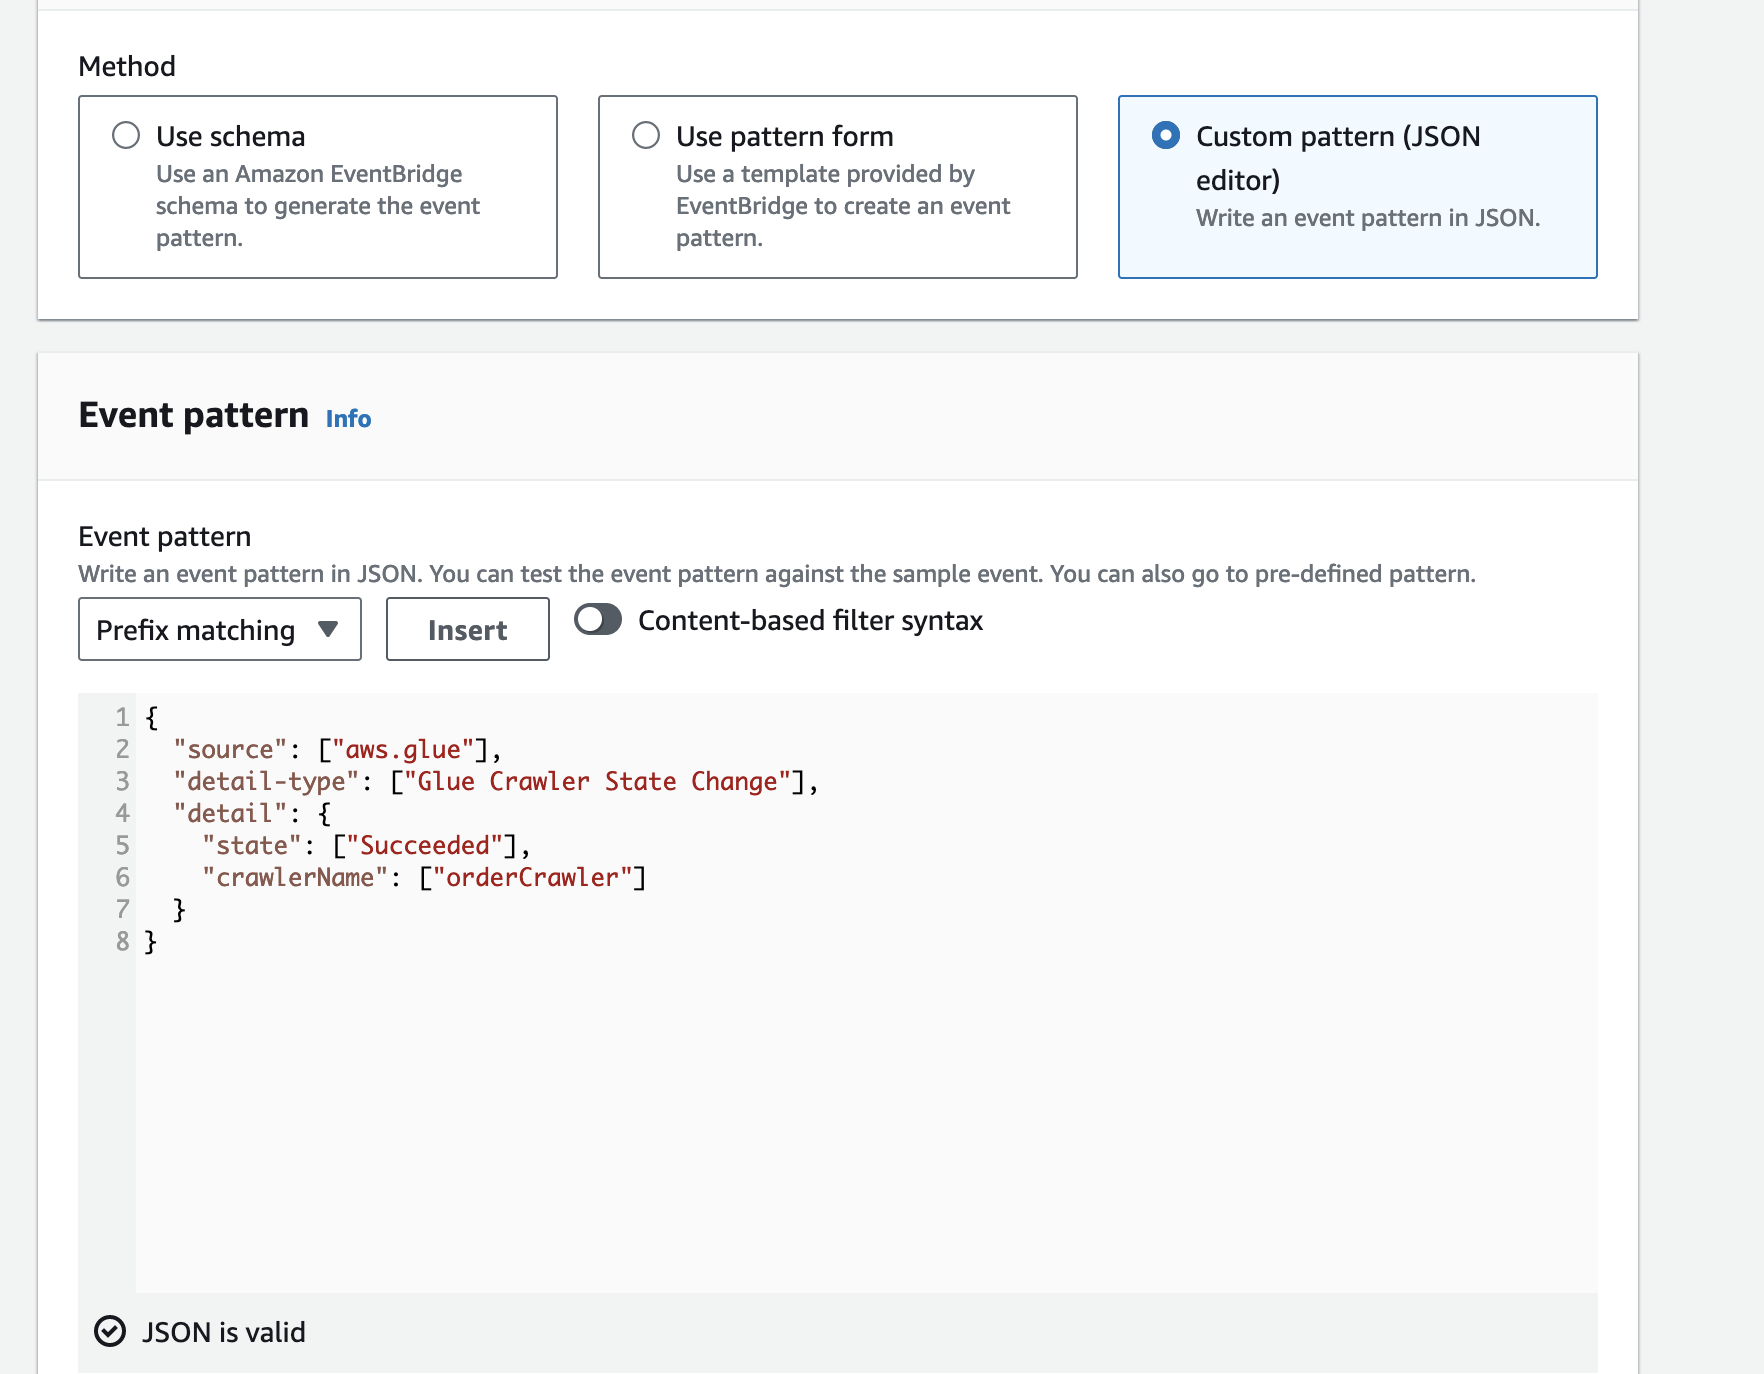 Method
Use schema
Use an Amazon EventBridge
schema to generate the event
pattern.
Use pattern form
Use a template provided by
EventBridge to create an event
pattern.
Custom pattern (JSON
editor)
Write an event pattern in JSON.
Event pattern Info
Event pattern
Write an event pattern in JSON. You can test the event pattern against the sample event. You can also go to pre-defined pattern.
Prefix matching Insert Content-based filter syntax
1 {
2   "source": ["aws.glue"],
3   "detail-type": ["Glue Crawler State Change"],
4   "detail": {
5     "state": ["Succeeded"],
6     "crawlerName": ["orderCrawler"]
7   }
8 }
JSON is valid